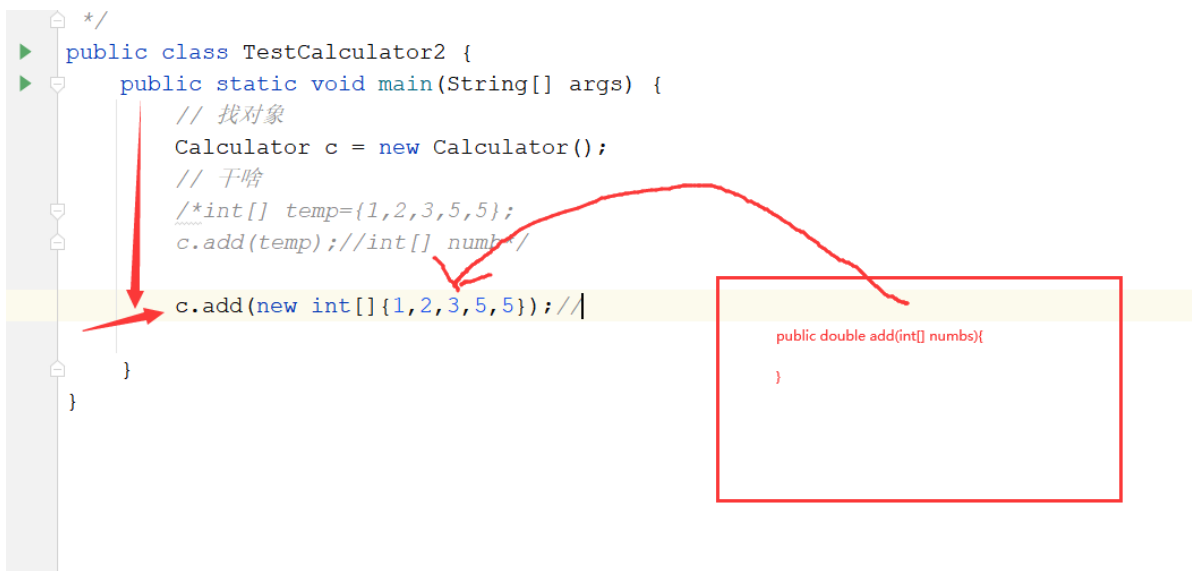 */
public class TestCalculator2 {
public static void main(String[] args) {
// 找对象
Calculator c = new Calculator();
// 干啥
/*int[] temp={1,2,3,5,5};
c.add(temp);//int[] numb*/
c.add(new int[]{1,2,3,5,5});//
}
}
public double add(int[] numbs){
}